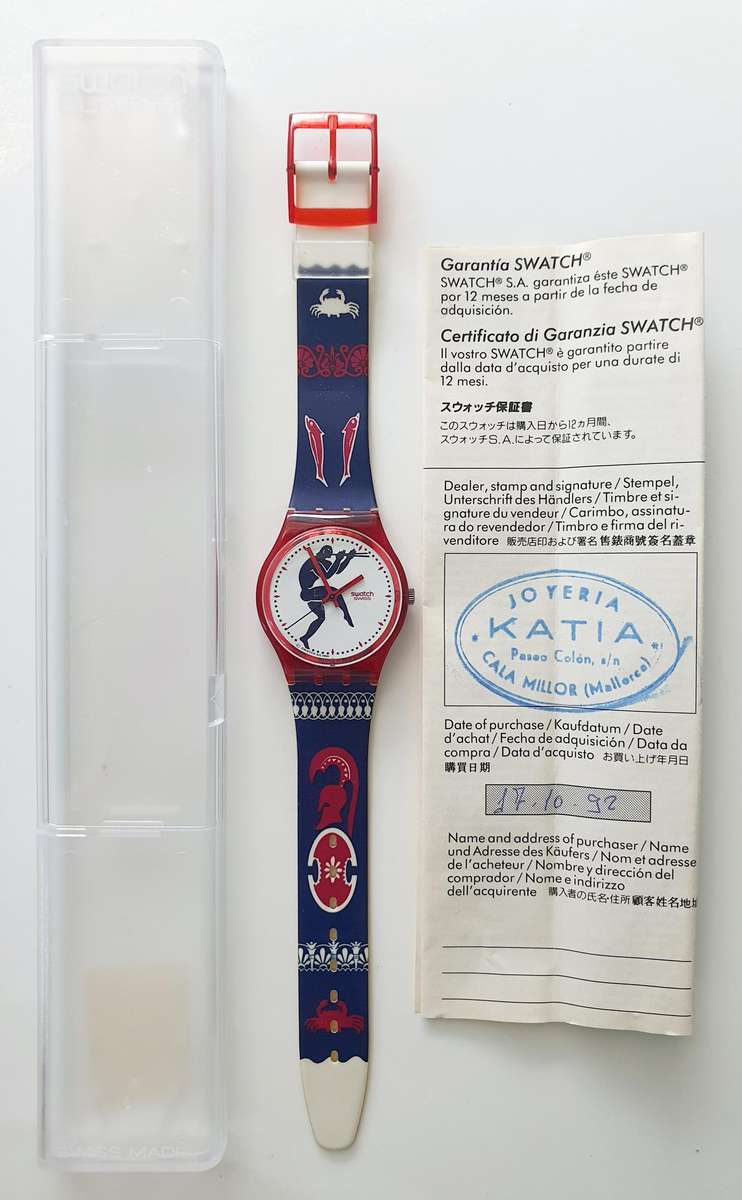 swatch
SWISS MADE
swatch
SWISS
Garantía SWATCH®
SWATCH® S.A. garantiza éste SWATCH®
por 12 meses a partir de la fecha de
adquisición.
Certificato di Garanzia SWATCH®
Il vostro SWATCH® è garantito partire
dalla data d'acquisto per una durate di
12 mesi.
スウォッチ保証書
このスウォッチは購入日から12ヵ月間、
スウォッチS.A.によって保証されています。
Dealer, stamp and signature / Stempel,
Unterschrift des Händlers / Timbre et si-
gnature du vendeur / Carimbo, assinatu-
ra do revendedor / Timbro e firma del ri-
venditore 販売店印および署名 售錶商號簽名蓋章
JOYERIA
KATIA
Paseo Colón, s/n
CALA MILLOR (Mallorca)
Date of purchase / Kaufdatum / Date
d'achat / Fecha de adquisición / Data da
compra / Data d'acquisto お買い上げ年月日
購買日期
17.10.92
Name and address of purchaser / Name
und Adresse des Käufers / Nom et adresse
de l'acheteur / Nombre y dirección del
comprador / Nome e indirizzo
dell'acquirente 購入者の氏名・住所 顧客姓名地址